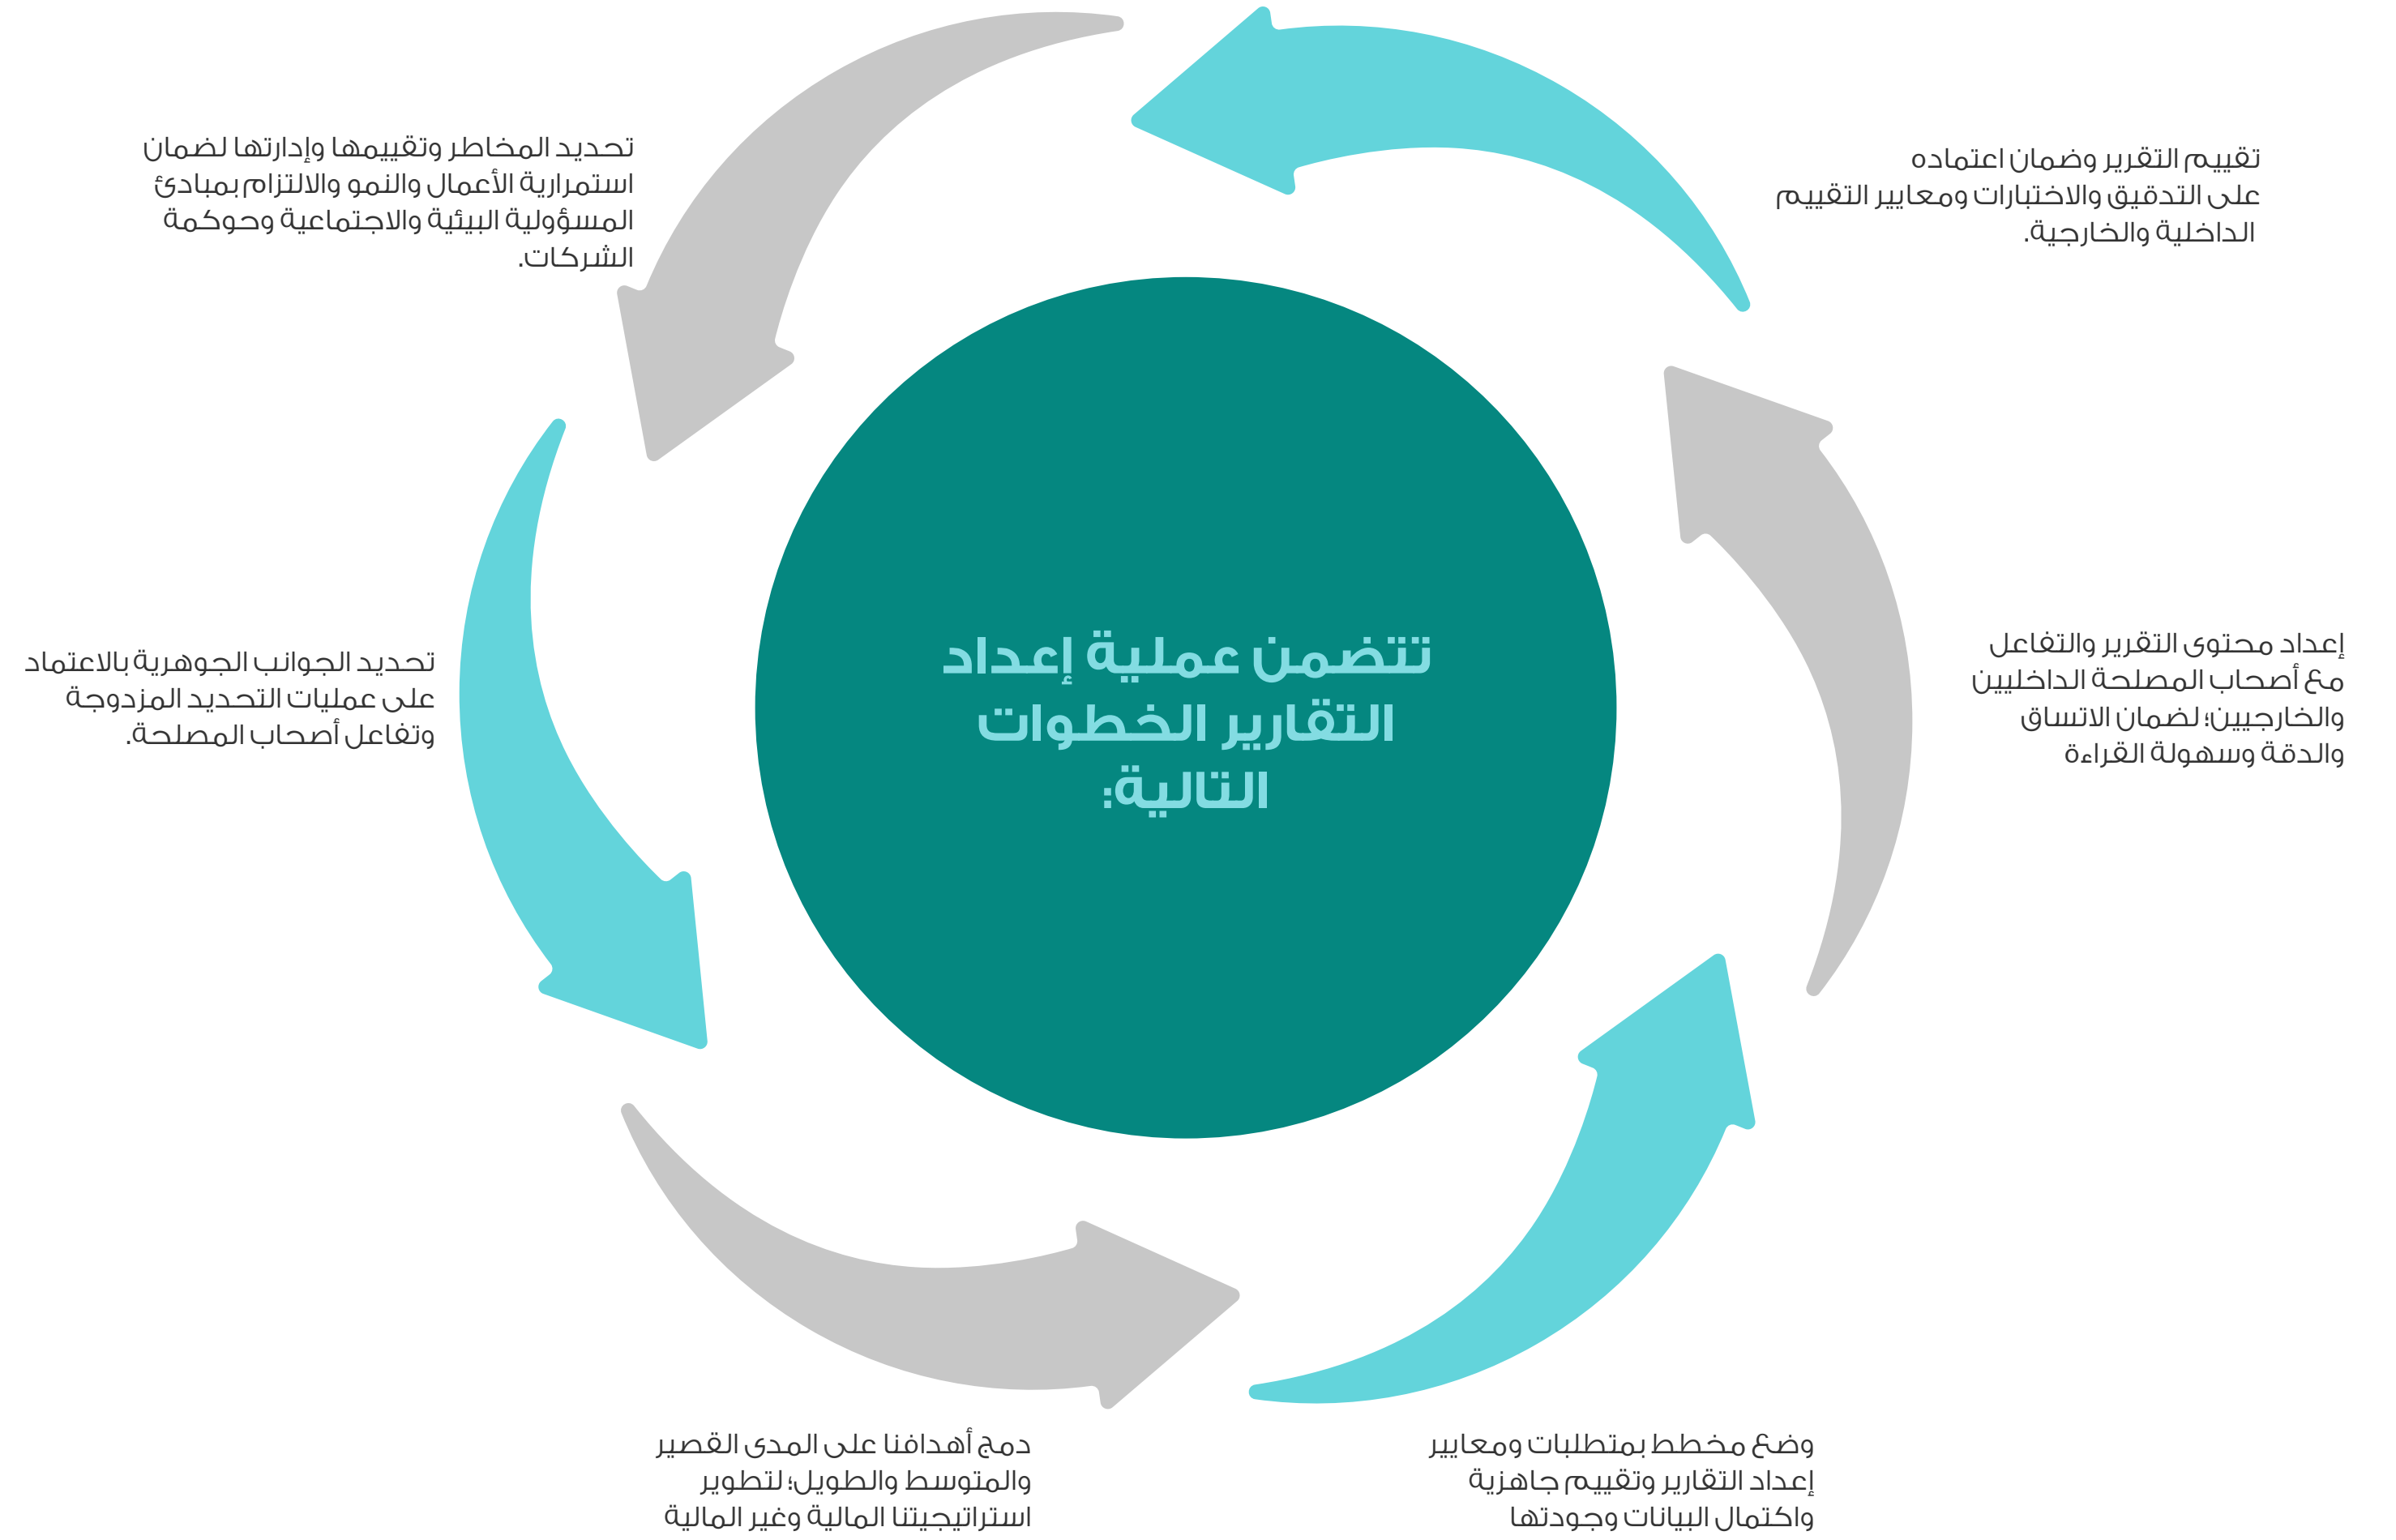 تتضمن عملية إعداد
التقارير الخطوات
التالية:
تحديد المخاطر وتقييمها وإدارتها لضمان
استمرارية الأعمال والنمو والالتزام بمبادئ
المسؤولية البيئية والاجتماعية وحوكمة
الشركات.
تحديد الجوانب الجوهرية بالاعتماد
على عمليات التحديد المزدوجة
وتفاعل أصحاب المصلحة.
دمج أهدافنا على المدى القصير
والمتوسط والطويل؛ لتطوير
استراتيجيتنا المالية وغير المالية
وضع مخطط بمتطلبات ومعايير
إعداد التقارير وتقييم جاهزية
واكتمال البيانات وجودتها
إعداد محتوى التقرير والتفاعل
مع أصحاب المصلحة الداخليين
والخارجيين؛ لضمان الاتساق
والدقة وسهولة القراءة
تقييم التقرير وضمان اعتماده
على التدقيق والاختبارات ومعايير التقييم
الداخلية والخارجية.